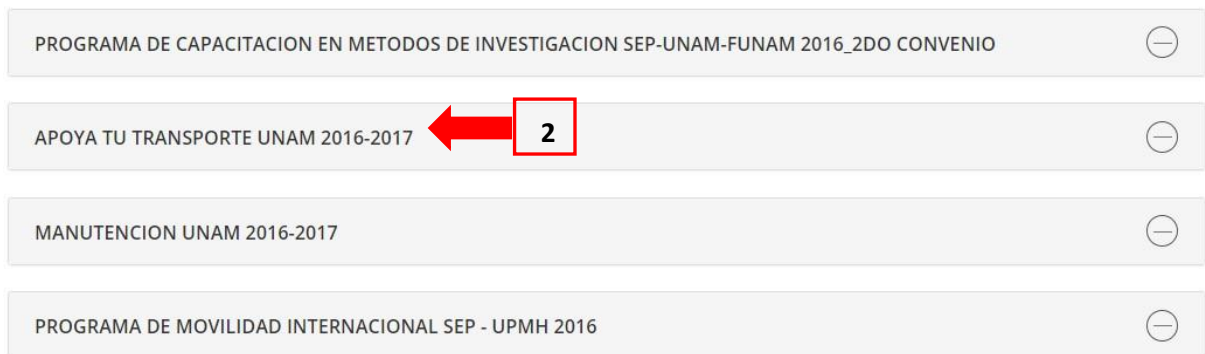 PROGRAMA DE CAPACITACION EN METODOS DE INVESTIGACION SEP-UNAM-FUNAM 2016_2DO CONVENIO
APOYA TU TRANSPORTE UNAM 2016-2017
2
MANUTENCION UNAM 2016-2017
PROGRAMA DE MOVILIDAD INTERNACIONAL SEP - UPMH 2016